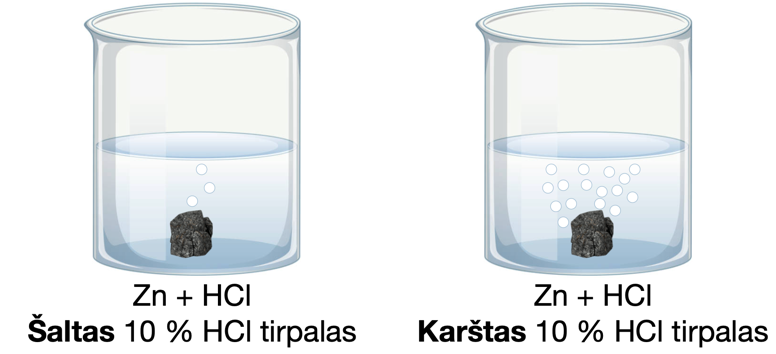 Zn + HCl
Šaltas 10 % HCl tirpalas
Zn + HCl
Karštas 10 % HCl tirpalas